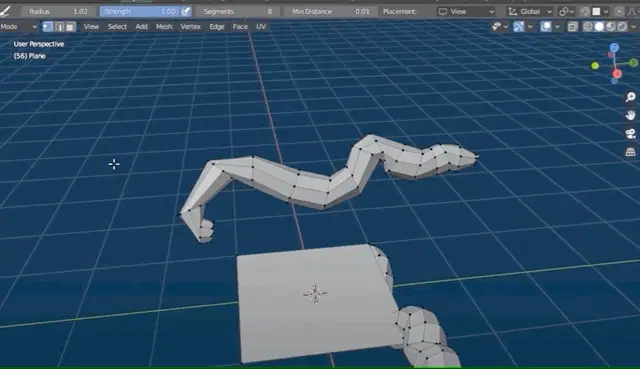 Radius 1.02 Strength 1.00 Segments 8 Min Distance 0.01 Placement: View Global
Mode View Select Add Mesh Vertex Edge Face UV
User Perspective
(56) Plane